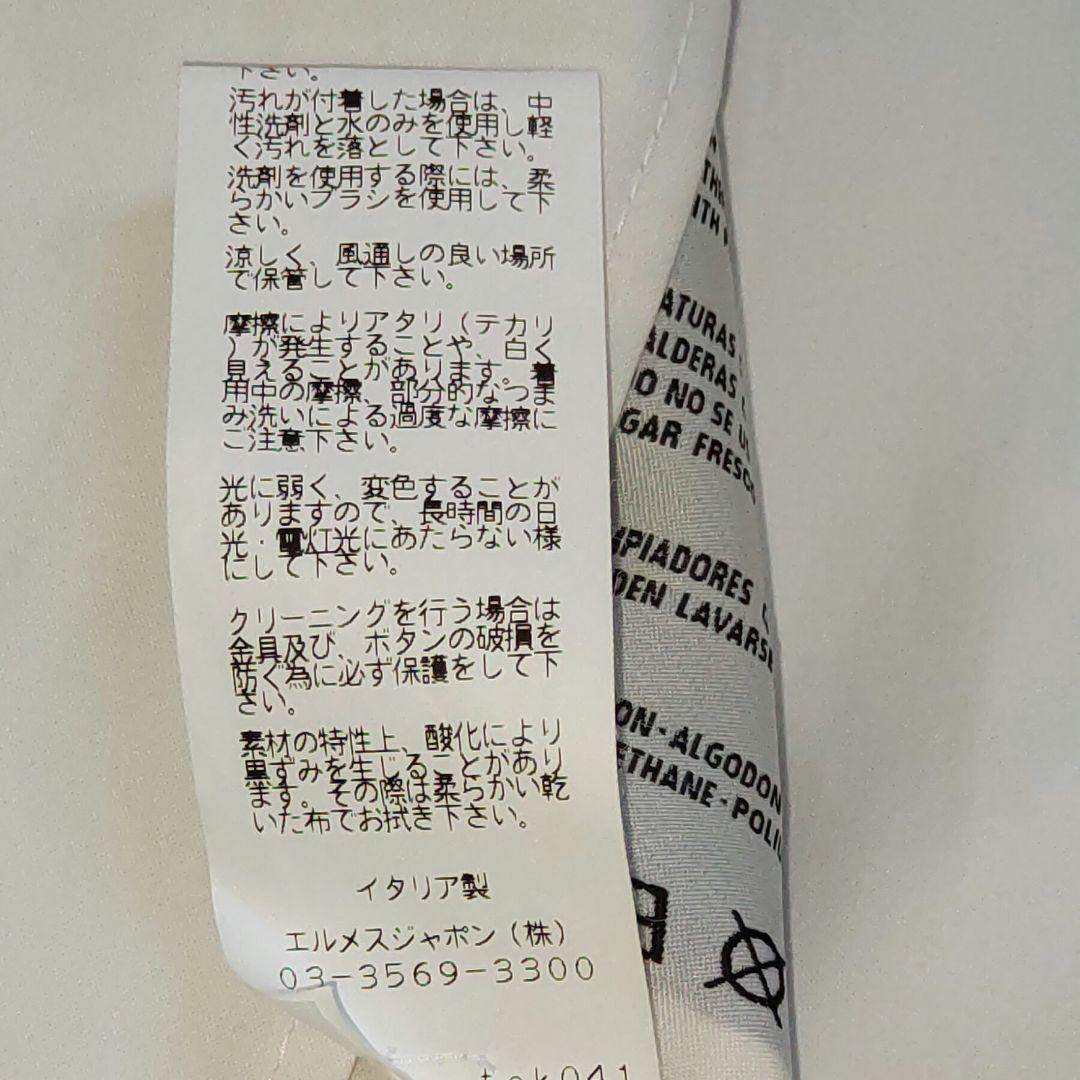 下さい。
汚れが付着した場合は、中
性洗剤と水のみを使用し軽
く汚れを落として下さい。
洗剤を使用する際には、柔
らかいブラシを使用して下
さい。
涼しく、風通しの良い場所
で保管して下さい。
摩擦によりアタリ（テカリ
）が発生することや、白く
見えることがあります。着
用中の摩擦、部分的なつま
み洗いによる過度な摩擦に
ご注意下さい。
光に弱く、変色することが
ありますので、長時間の日
光・電灯光にあたらない様
にして下さい。
クリーニングを行う場合は
金具及び、ボタンの破損を
防ぐ為に必ず保護をして下
さい。
素材の特性上、酸化により
黒ずみを生じることがあり
ます。その際は柔らかい乾
いた布でお拭き下さい。
イタリア製
エルメスジャポン（株）
03-3569-3300
ATURAS
ALDERAS
O NO SE U
GAR FRESC
MPIADORES
DEN LAVARSE
ON-ALGODON
ETHANE-POLIU